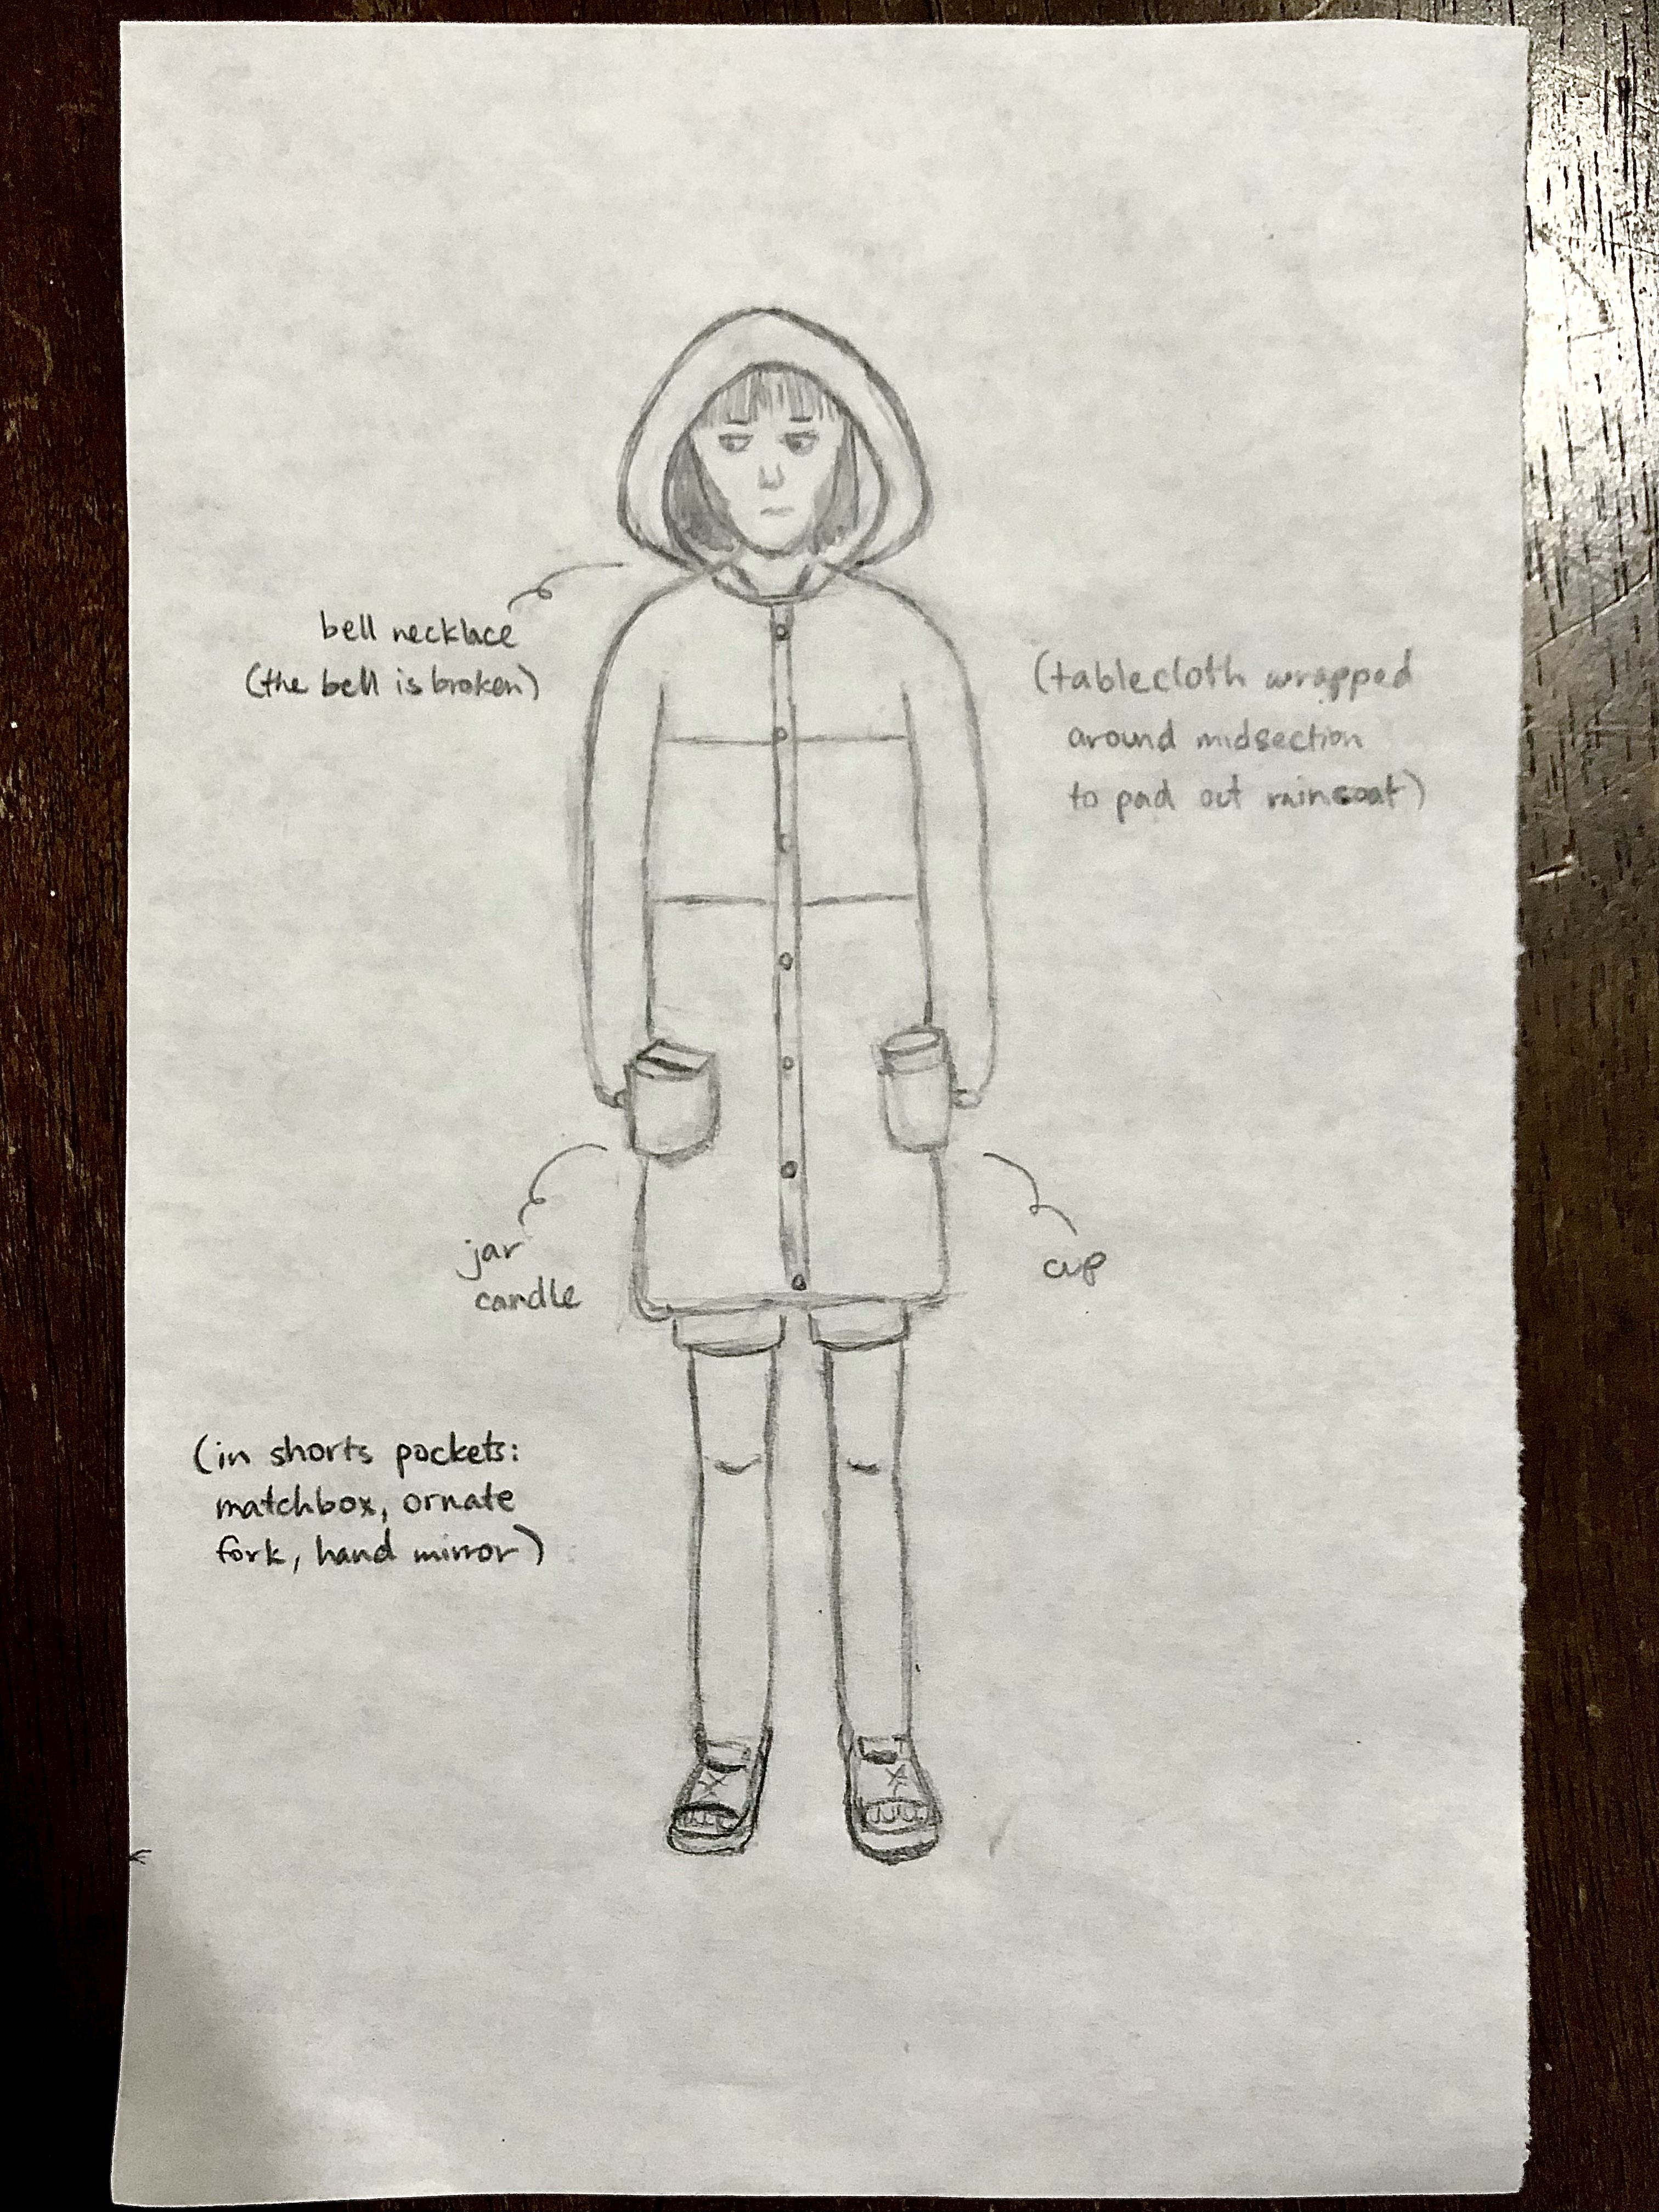 bell necklace
(the bell is broken)
(tablecloth wrapped
around midsection
to pad out raincoat)
jar
candle
cup
(in shorts pockets:
matchbox, ornate
fork, hand mirror)